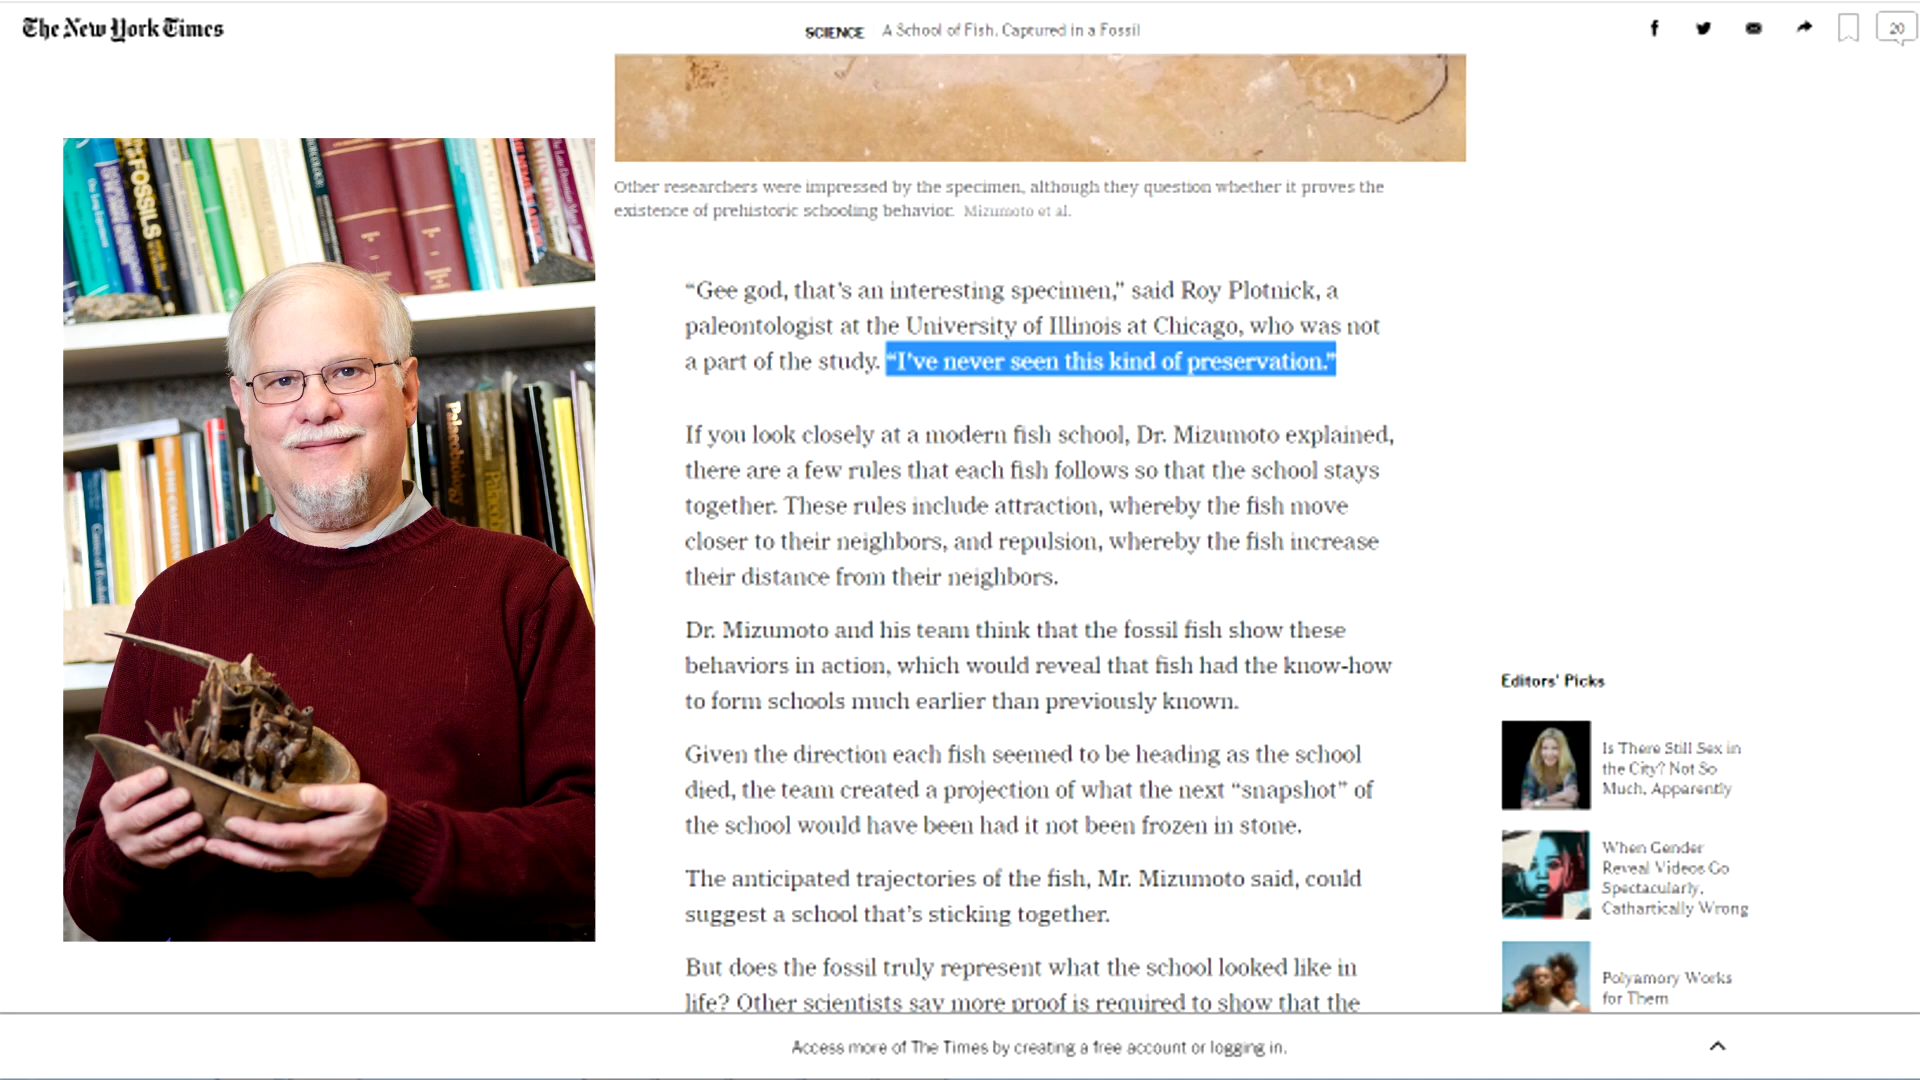 The New York Times
SCIENCE A School of Fish, Captured in a Fossil
20
FOSSILS
Paleobiology
Other researchers were impressed by the specimen, although they question whether it proves the
existence of prehistoric schooling behavior. Mizumoto et al.
“Gee god, that’s an interesting specimen,” said Roy Plotnick, a
paleontologist at the University of Illinois at Chicago, who was not
a part of the study. “I’ve never seen this kind of preservation.”
If you look closely at a modern fish school, Dr. Mizumoto explained,
there are a few rules that each fish follows so that the school stays
together. These rules include attraction, whereby the fish move
closer to their neighbors, and repulsion, whereby the fish increase
their distance from their neighbors.
Dr. Mizumoto and his team think that the fossil fish show these
behaviors in action, which would reveal that fish had the know-how
to form schools much earlier than previously known.
Given the direction each fish seemed to be heading as the school
died, the team created a projection of what the next “snapshot” of
the school would have been had it not been frozen in stone.
The anticipated trajectories of the fish, Mr. Mizumoto said, could
suggest a school that’s sticking together.
But does the fossil truly represent what the school looked like in
life? Other scientists say more proof is required to show that the
Editors’ Picks
Is There Still Sex in
the City? Not So
Much, Apparently
When Gender
Reveal Videos Go
Spectacularly,
Cathartically Wrong
Polyamory Works
for Them
Access more of The Times by creating a free account or logging in.